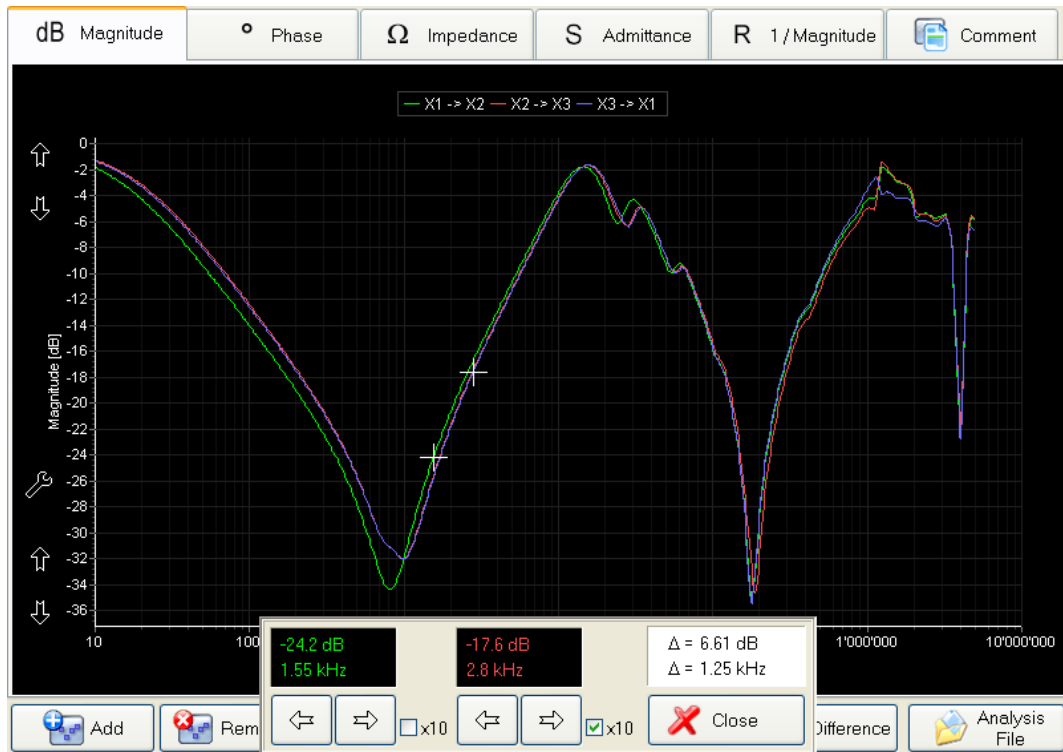 dB Magnitude
° Phase
Ω Impedance
S Admittance
R 1 / Magnitude
Comment
X1 -> X2 X2 -> X3 X3 -> X1
Magnitude [dB]
0
-2
-4
-6
-8
-10
-12
-14
-16
-18
-20
-22
-24
-26
-28
-30
-32
-34
-36
10 100 1'000'000 10'000'000
-24.2 dB
1.55 kHz
-17.6 dB
2.8 kHz
Δ = 6.61 dB
Δ = 1.25 kHz
x10
x10
Close
Add
Rem
Difference
Analysis
File